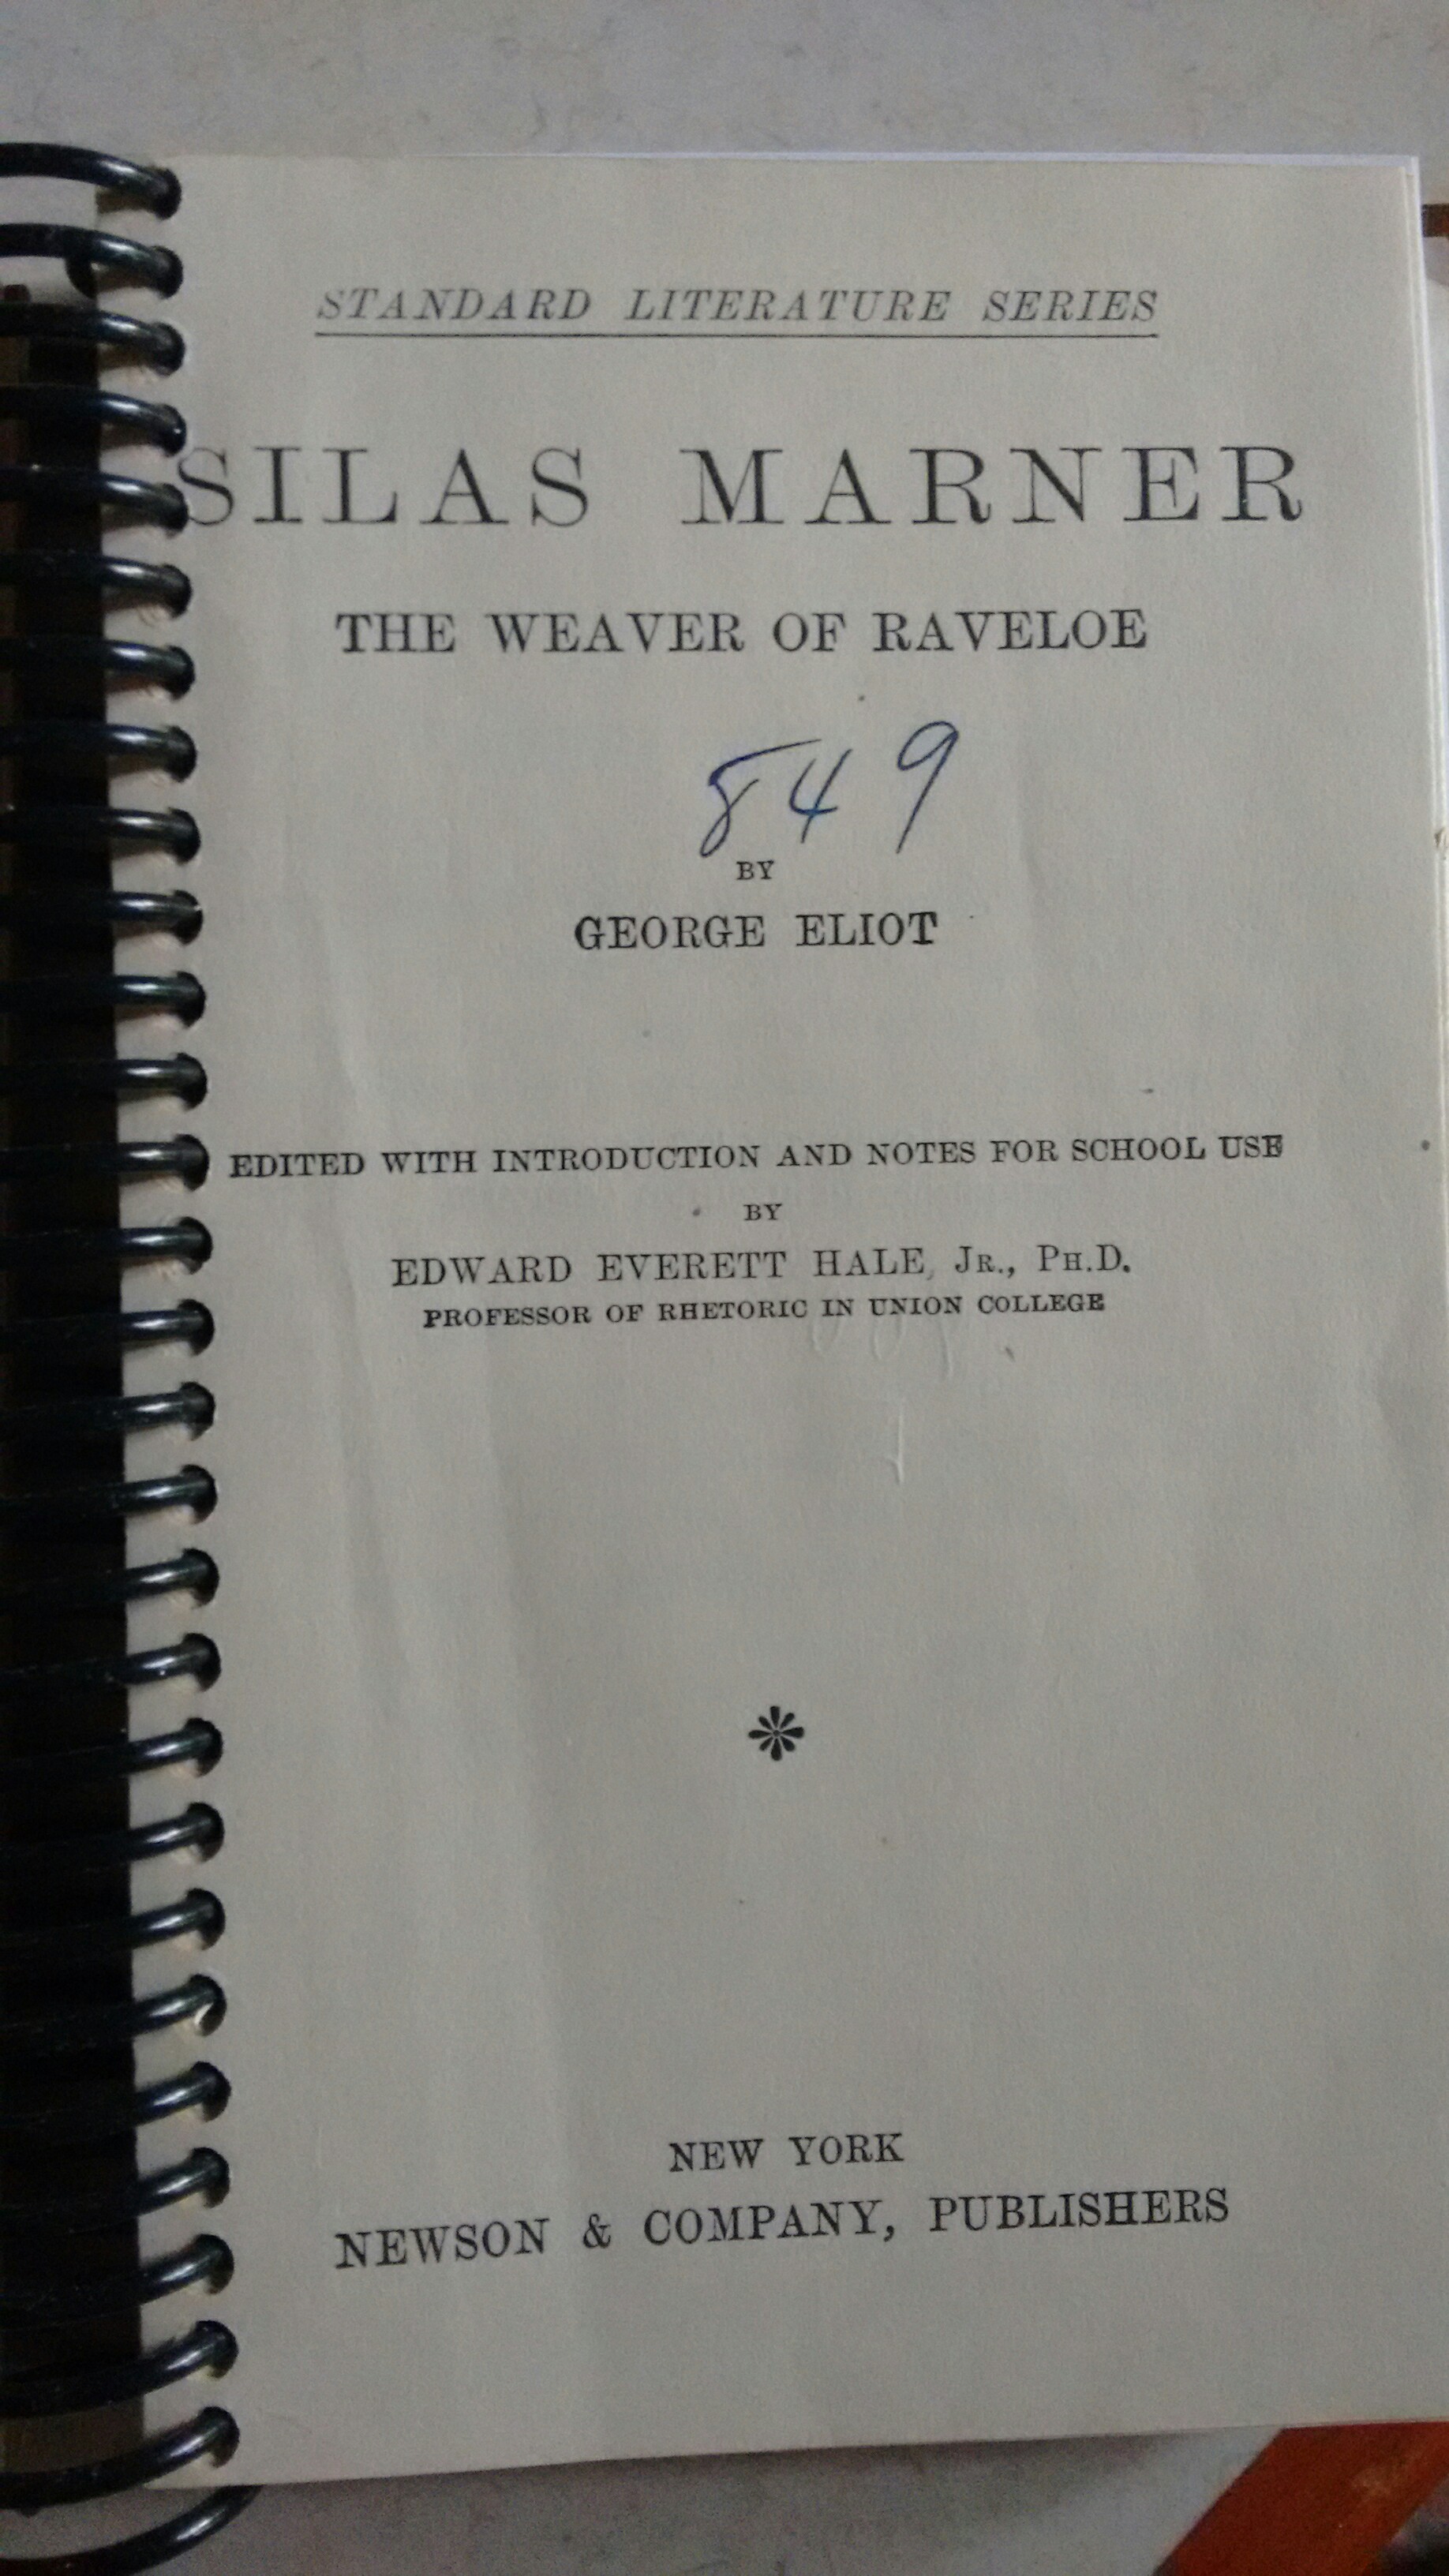 STANDARD LITERATURE SERIES
SILAS MARNER
THE WEAVER OF RAVELOE
849
BY
GEORGE ELIOT
EDITED WITH INTRODUCTION AND NOTES FOR SCHOOL USE
BY
EDWARD EVERETT HALE, JR., PH.D.
PROFESSOR OF RHETORIC IN UNION COLLEGE
NEW YORK
NEWSON & COMPANY, PUBLISHERS